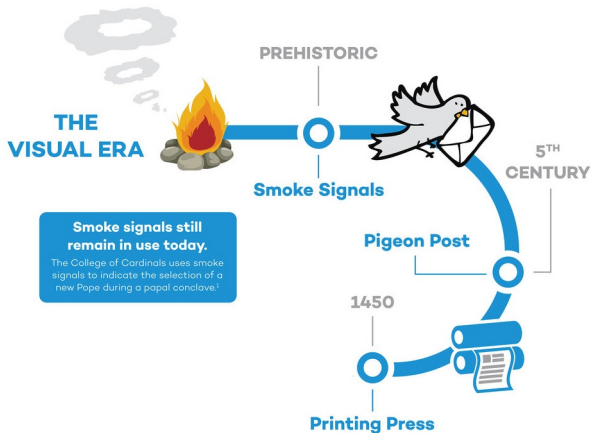 PREHISTORIC
THE
VISUAL ERA
Smoke Signals
5TH
CENTURY
Smoke signals still
remain in use today.
The College of Cardinals uses smoke
signals to indicate the selection of a
new Pope during a papal conclave.1
Pigeon Post
1450
Printing Press